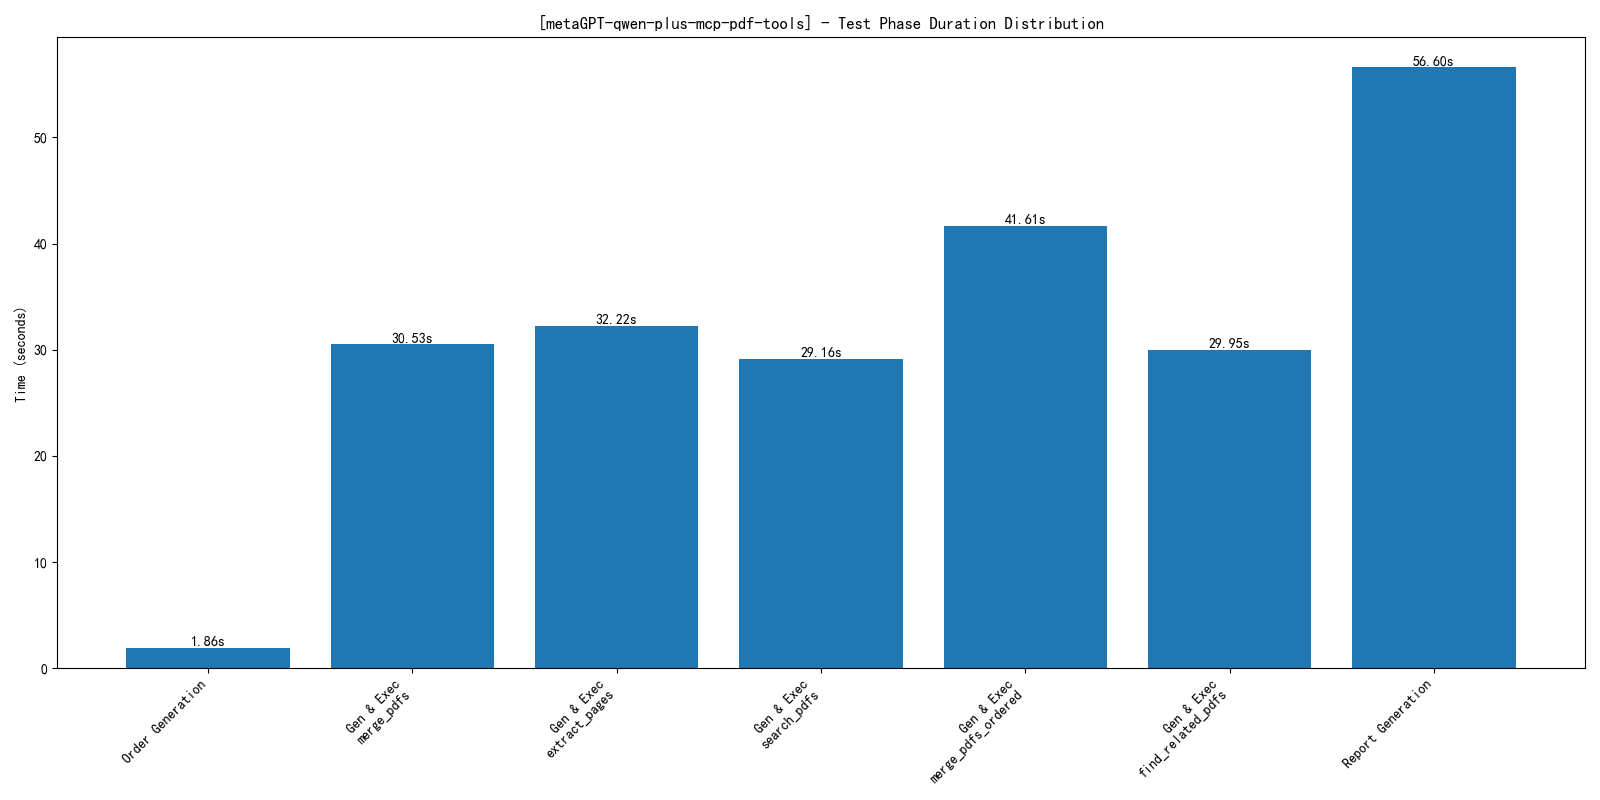 [metaGPT-qwen-plus-mcp-pdf-tools] - Test Phase Duration Distribution
Time (seconds)
50
40
30
20
10
0
1.86s
30.53s
32.22s
29.16s
41.61s
29.95s
56.60s
Order Generation
Gen & Exec
merge_pdfs
Gen & Exec
extract_pages
Gen & Exec
search_pdfs
Gen & Exec
merge_pdfs_ordered
Gen & Exec
find_related_pdfs
Report Generation